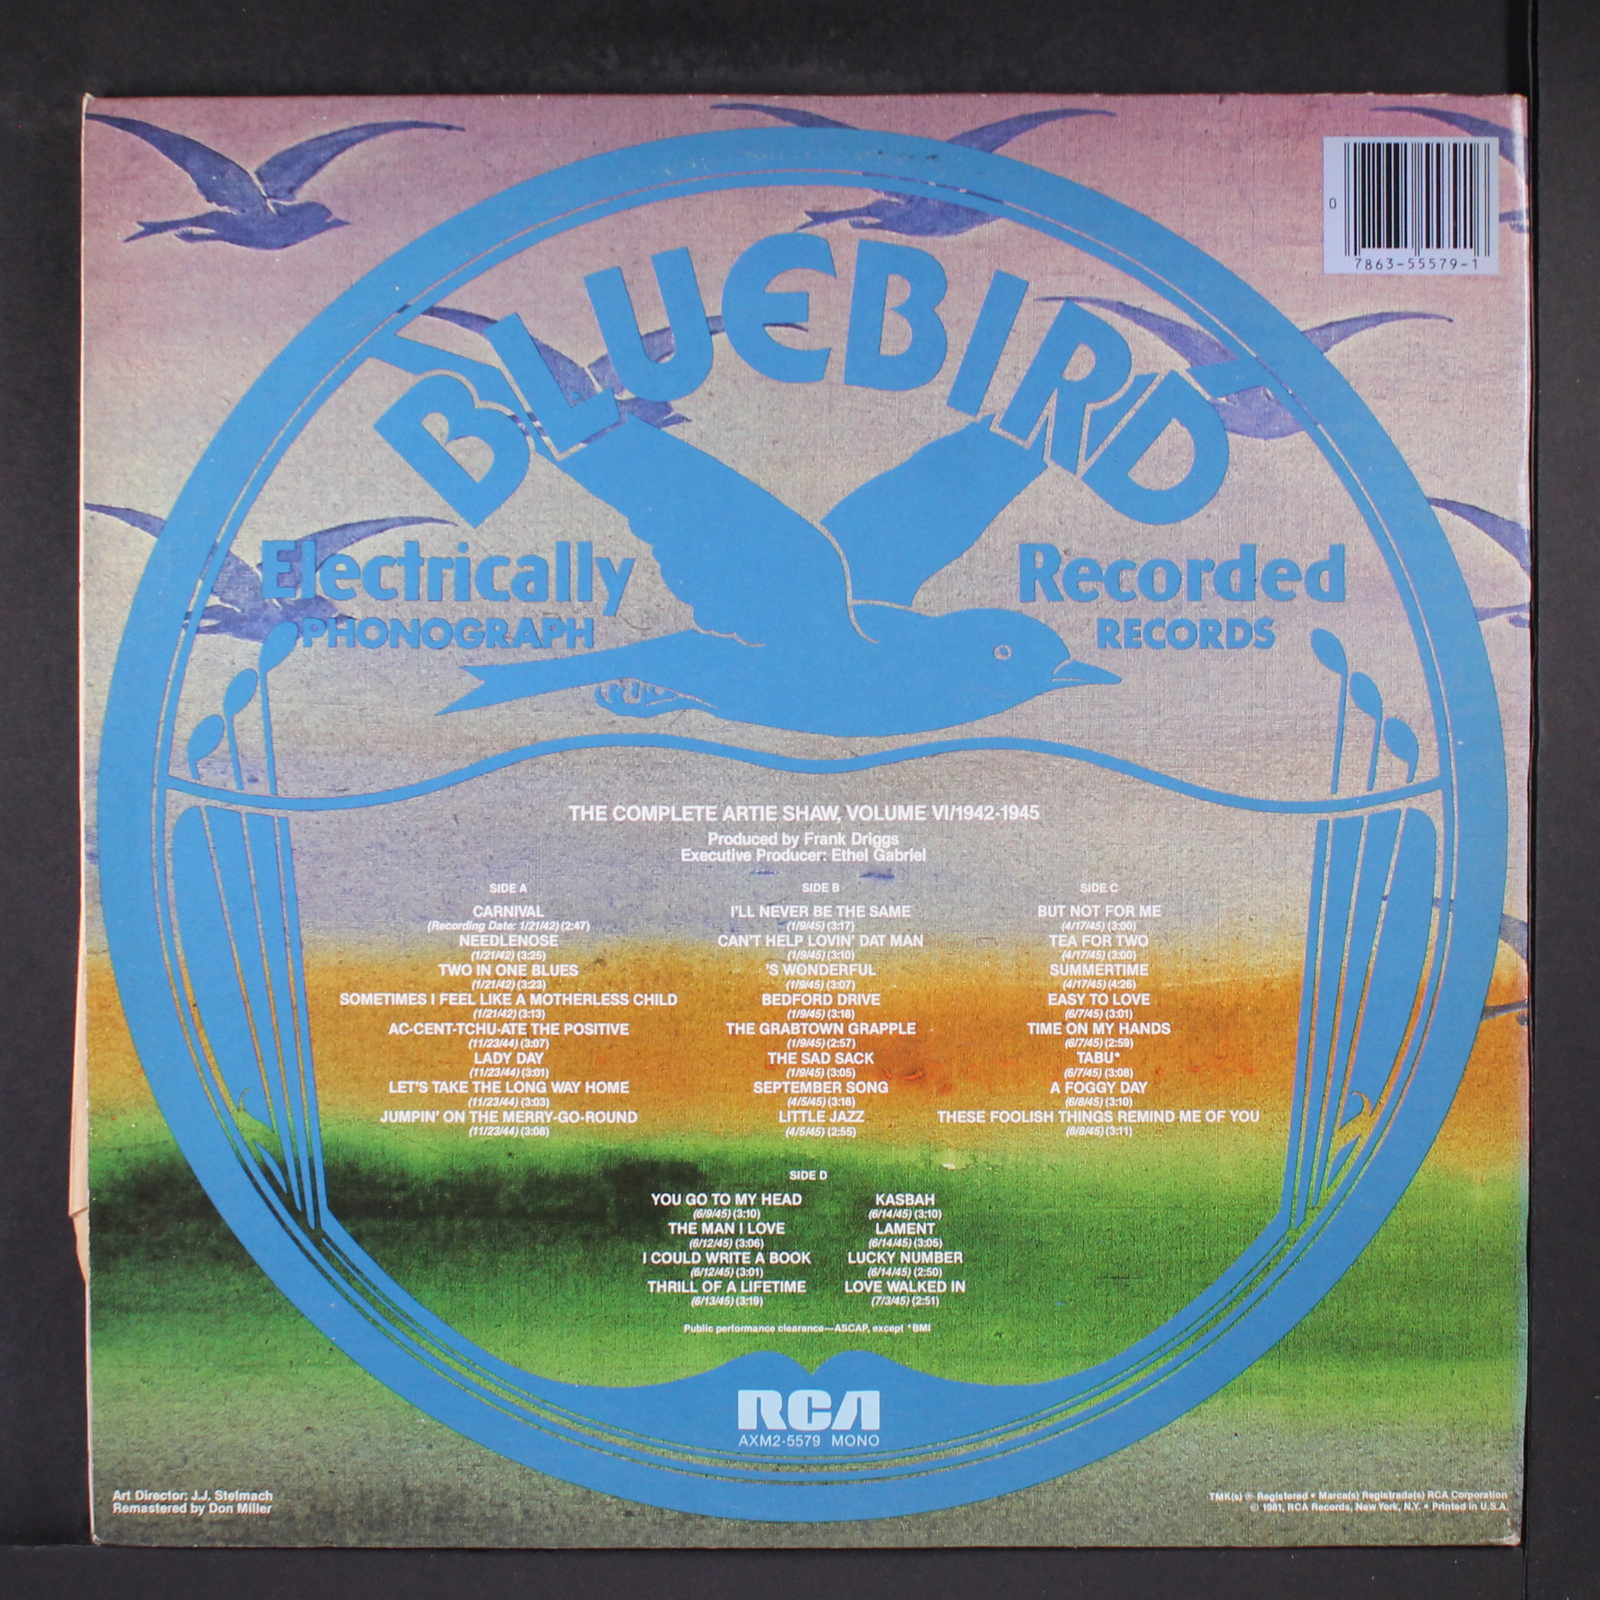 0
7863-55579-1
BLUEBIRD
Electrically Recorded
PHONOGRAPH RECORDS
THE COMPLETE ARTIE SHAW, VOLUME VI/1942-1945
Produced by Frank Driggs
Executive Producer: Ethel Gabriel
SIDE A
CARNIVAL
(Recording Date: 1/21/42) (2:47)
NEEDLENOSE
(1/21/42) (3:25)
TWO IN ONE BLUES
(1/21/42) (3:23)
SOMETIMES I FEEL LIKE A MOTHERLESS CHILD
(1/21/42) (3:13)
AC-CENT-TCHU-ATE THE POSITIVE
(11/23/44) (3:07)
LADY DAY
(11/23/44) (3:01)
LET'S TAKE THE LONG WAY HOME
(11/23/44) (3:03)
JUMPIN' ON THE MERRY-GO-ROUND
(11/23/44) (3:08)
SIDE B
I'LL NEVER BE THE SAME
(1/9/45) (3:17)
CAN'T HELP LOVIN' DAT MAN
(1/9/45) (3:10)
'S WONDERFUL
(1/9/45) (3:07)
BEDFORD DRIVE
(1/9/45) (3:18)
THE GRABTOWN GRAPPLE
(1/9/45) (2:57)
THE SAD SACK
(1/9/45) (3:05)
SEPTEMBER SONG
(4/5/45) (3:18)
LITTLE JAZZ
(4/5/45) (2:55)
SIDE C
BUT NOT FOR ME
(4/17/45) (3:00)
TEA FOR TWO
(4/17/45) (3:00)
SUMMERTIME
(4/17/45) (4:26)
EASY TO LOVE
(6/7/45) (3:01)
TIME ON MY HANDS
(6/7/45) (2:59)
TABU*
(6/7/45) (3:08)
A FOGGY DAY
(6/8/45) (3:10)
THESE FOOLISH THINGS REMIND ME OF YOU
(6/8/45) (3:11)
SIDE D
YOU GO TO MY HEAD
(6/9/45) (3:10)
THE MAN I LOVE
(6/12/45) (3:06)
I COULD WRITE A BOOK
(6/12/45) (3:01)
THRILL OF A LIFETIME
(6/13/45) (3:19)
KASBAH
(6/14/45) (3:10)
LAMENT
(6/14/45) (3:05)
LUCKY NUMBER
(6/14/45) (2:50)
LOVE WALKED IN
(7/3/45) (2:51)
Public performance clearance—ASCAP, except *BMI
RCA
AXM2-5579 MONO
Art Director: J.J. Stelmach
Remastered by Don Miller
TMK(s) ® Registered • Marca(s) Registrada(s) RCA Corporation
© 1981, RCA Records, New York, N.Y. • Printed in U.S.A.